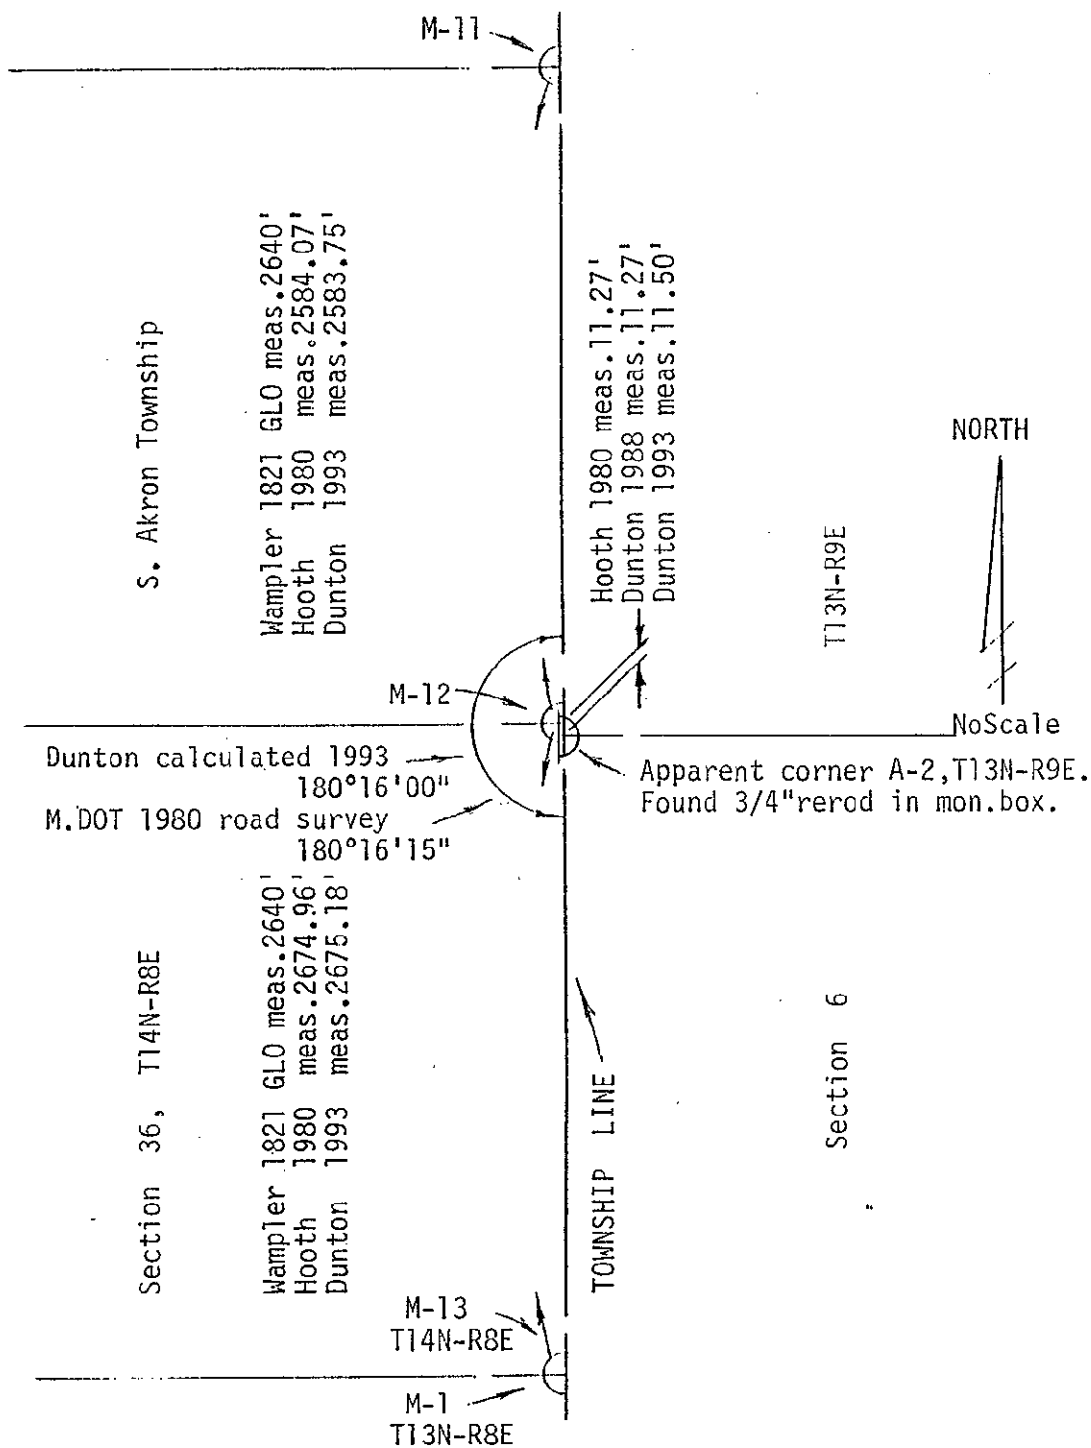 M-11
S. Akron Township
Wampler 1821 GLO meas.2640'
Hooth 1980 meas.2584.07'
Dunton 1993 meas.2583.75'
Hooth 1980 meas.11.27'
Dunton 1988 meas.11.27'
Dunton 1993 meas.11.50'
NORTH
T13N-R9E
M-12
NoScale
Dunton calculated 1993
180°16'00"
M.DOT 1980 road survey
180°16'15"
Apparent corner A-2,T13N-R9E.
Found 3/4"rerod in mon.box.
Section 36, T14N-R8E
Wampler 1821 GLO meas.2640'
Hooth 1980 meas.2674.96'
Dunton 1993 meas.2675.18'
TOWNSHIP LINE
Section 6
M-13
T14N-R8E
M-1
T13N-R8E